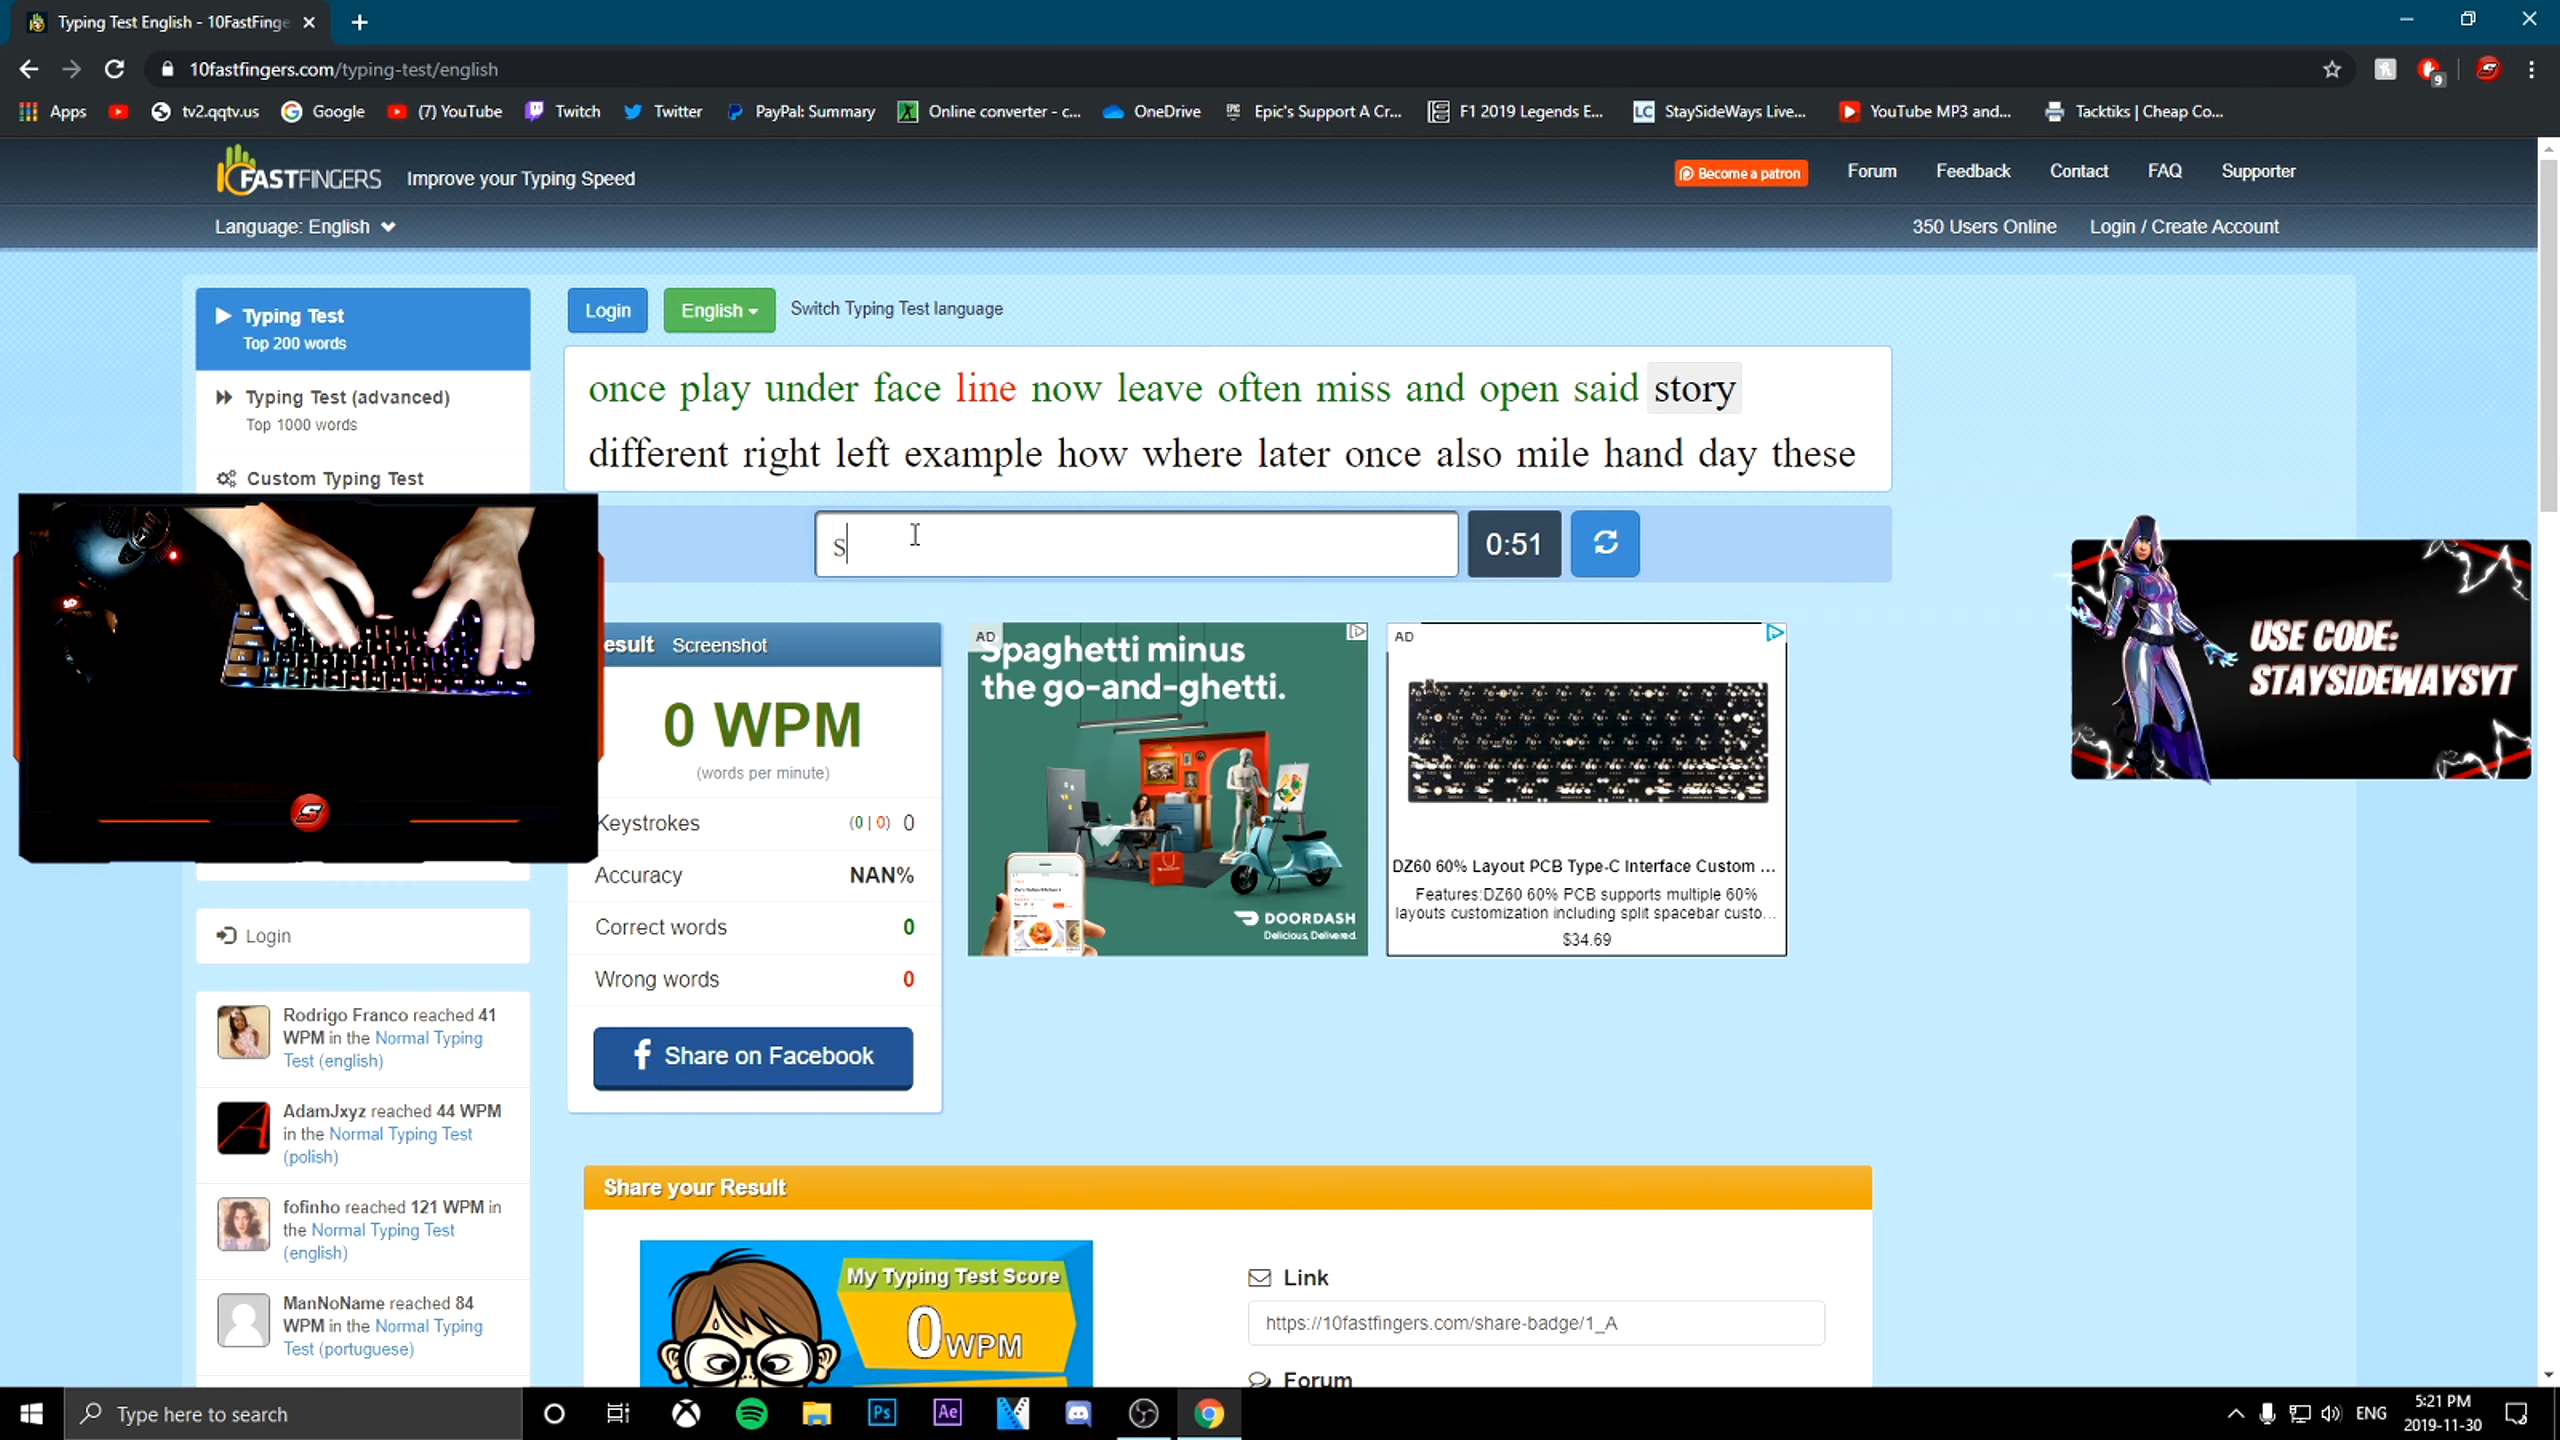 Typing Test English - 10FastFinge
10fastfingers.com/typing-test/english
9
Apps
tv2.qqtv.us
Google
(7) YouTube
Twitch
Twitter
PayPal: Summary
Online converter - c...
OneDrive
Epic's Support A Cr...
F1 2019 Legends E...
LC StaySideWays Live...
YouTube MP3 and...
Tacktiks | Cheap Co...
10FASTFINGERS Improve your Typing Speed
Become a patron
Forum
Feedback
Contact
FAQ
Supporter
Language: English
350 Users Online
Login / Create Account
Typing Test
Top 200 words
Typing Test (advanced)
Top 1000 words
Custom Typing Test
Login
English
Switch Typing Test language
once play under face line now leave often miss and open said story
different right left example how where later once also mile hand day these
s
0:51
esult Screenshot
0 WPM
(words per minute)
Keystrokes (0 | 0) 0
Accuracy NAN%
Correct words 0
Wrong words 0
Share on Facebook
AD
Spaghetti minus
the go-and-ghetti.
DOORDASH
Delicious, Delivered.
AD
DZ60 60% Layout PCB Type-C Interface Custom ...
Features:DZ60 60% PCB supports multiple 60%
layouts customization including split spacebar custo...
$34.69
USE CODE:
STAYSIDEWAYSYT
S
Login
Rodrigo Franco reached 41
WPM in the Normal Typing
Test (english)
AdamJxyz reached 44 WPM
in the Normal Typing Test
(polish)
fofinho reached 121 WPM in
the Normal Typing Test
(english)
ManNoName reached 84
WPM in the Normal Typing
Test (portuguese)
Share your Result
My Typing Test Score
0 WPM
Link
https://10fastfingers.com/share-badge/1_A
Forum
Type here to search
Ps
Ae
ENG
5:21 PM
2019-11-30